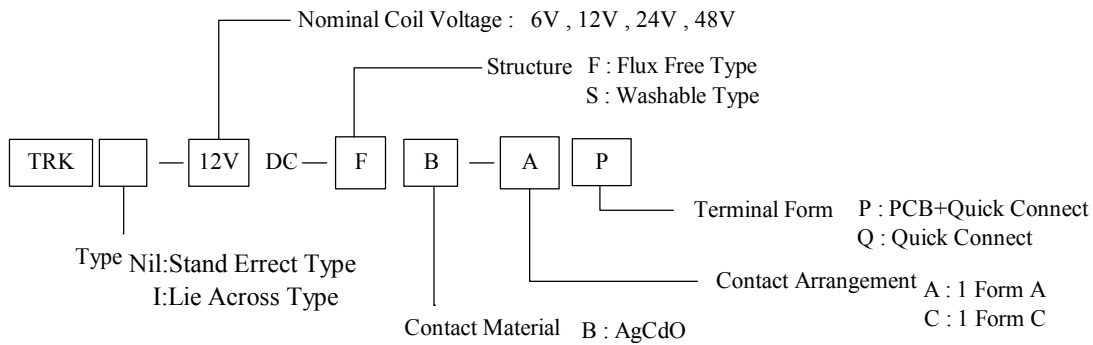 Nominal Coil Voltage : 6V , 12V , 24V , 48V
Structure F : Flux Free Type
S : Washable Type
TRK — 12V DC — F B — A P
Terminal Form P : PCB+Quick Connect
Q : Quick Connect
Type Nil:Stand Errect Type
I:Lie Across Type
Contact Arrangement A : 1 Form A
C : 1 Form C
Contact Material B : AgCdO